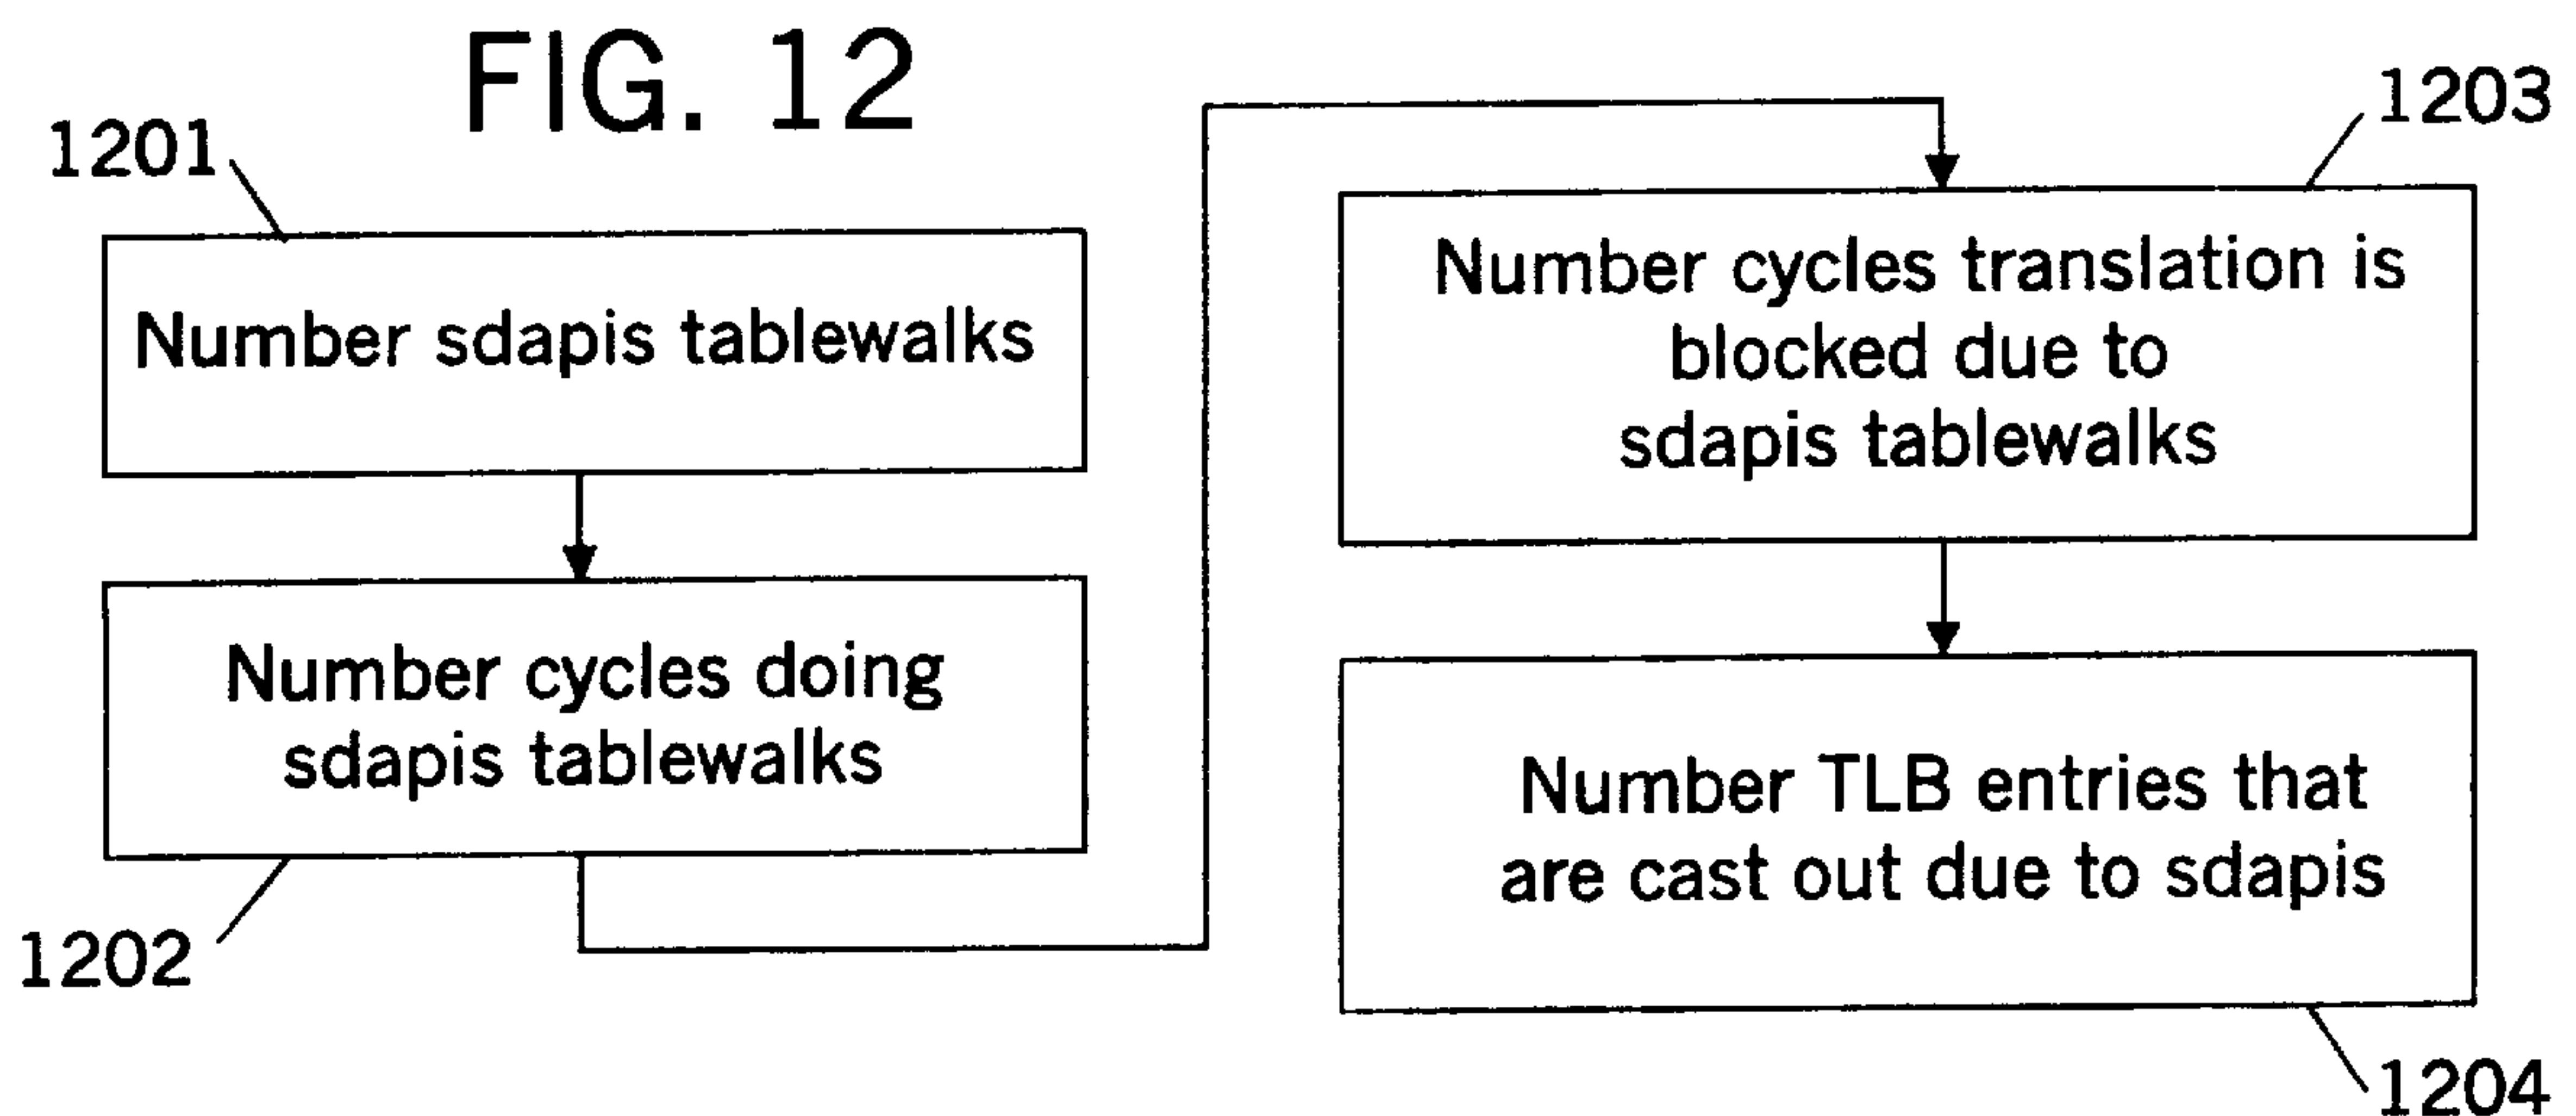 FIG. 12
1201
Number sdapis tablewalks
Number cycles doing
sdapis tablewalks
1202
1203
Number cycles translation is
blocked due to
sdapis tablewalks
Number TLB entries that
are cast out due to sdapis
1204